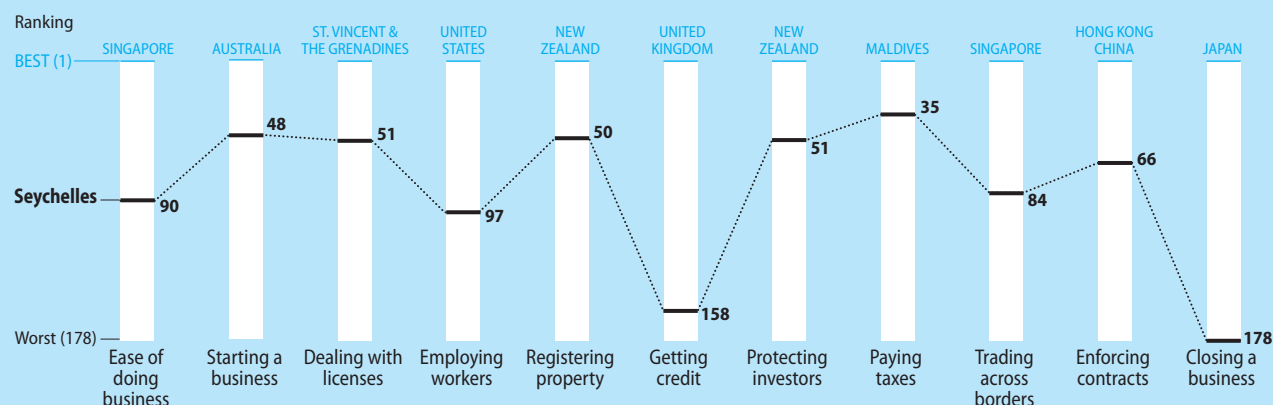 Ranking
BEST (1)
SINGAPORE
AUSTRALIA
ST. VINCENT &
THE GRENADINES
UNITED
STATES
NEW
ZEALAND
UNITED
KINGDOM
NEW
ZEALAND
MALDIVES
SINGAPORE
HONG KONG
CHINA
JAPAN
Seychelles
90
48
51
97
50
158
51
35
84
66
178
Worst (178)
Ease of
doing
business
Starting a
business
Dealing with
licenses
Employing
workers
Registering
property
Getting
credit
Protecting
investors
Paying
taxes
Trading
across
borders
Enforcing
contracts
Closing a
business